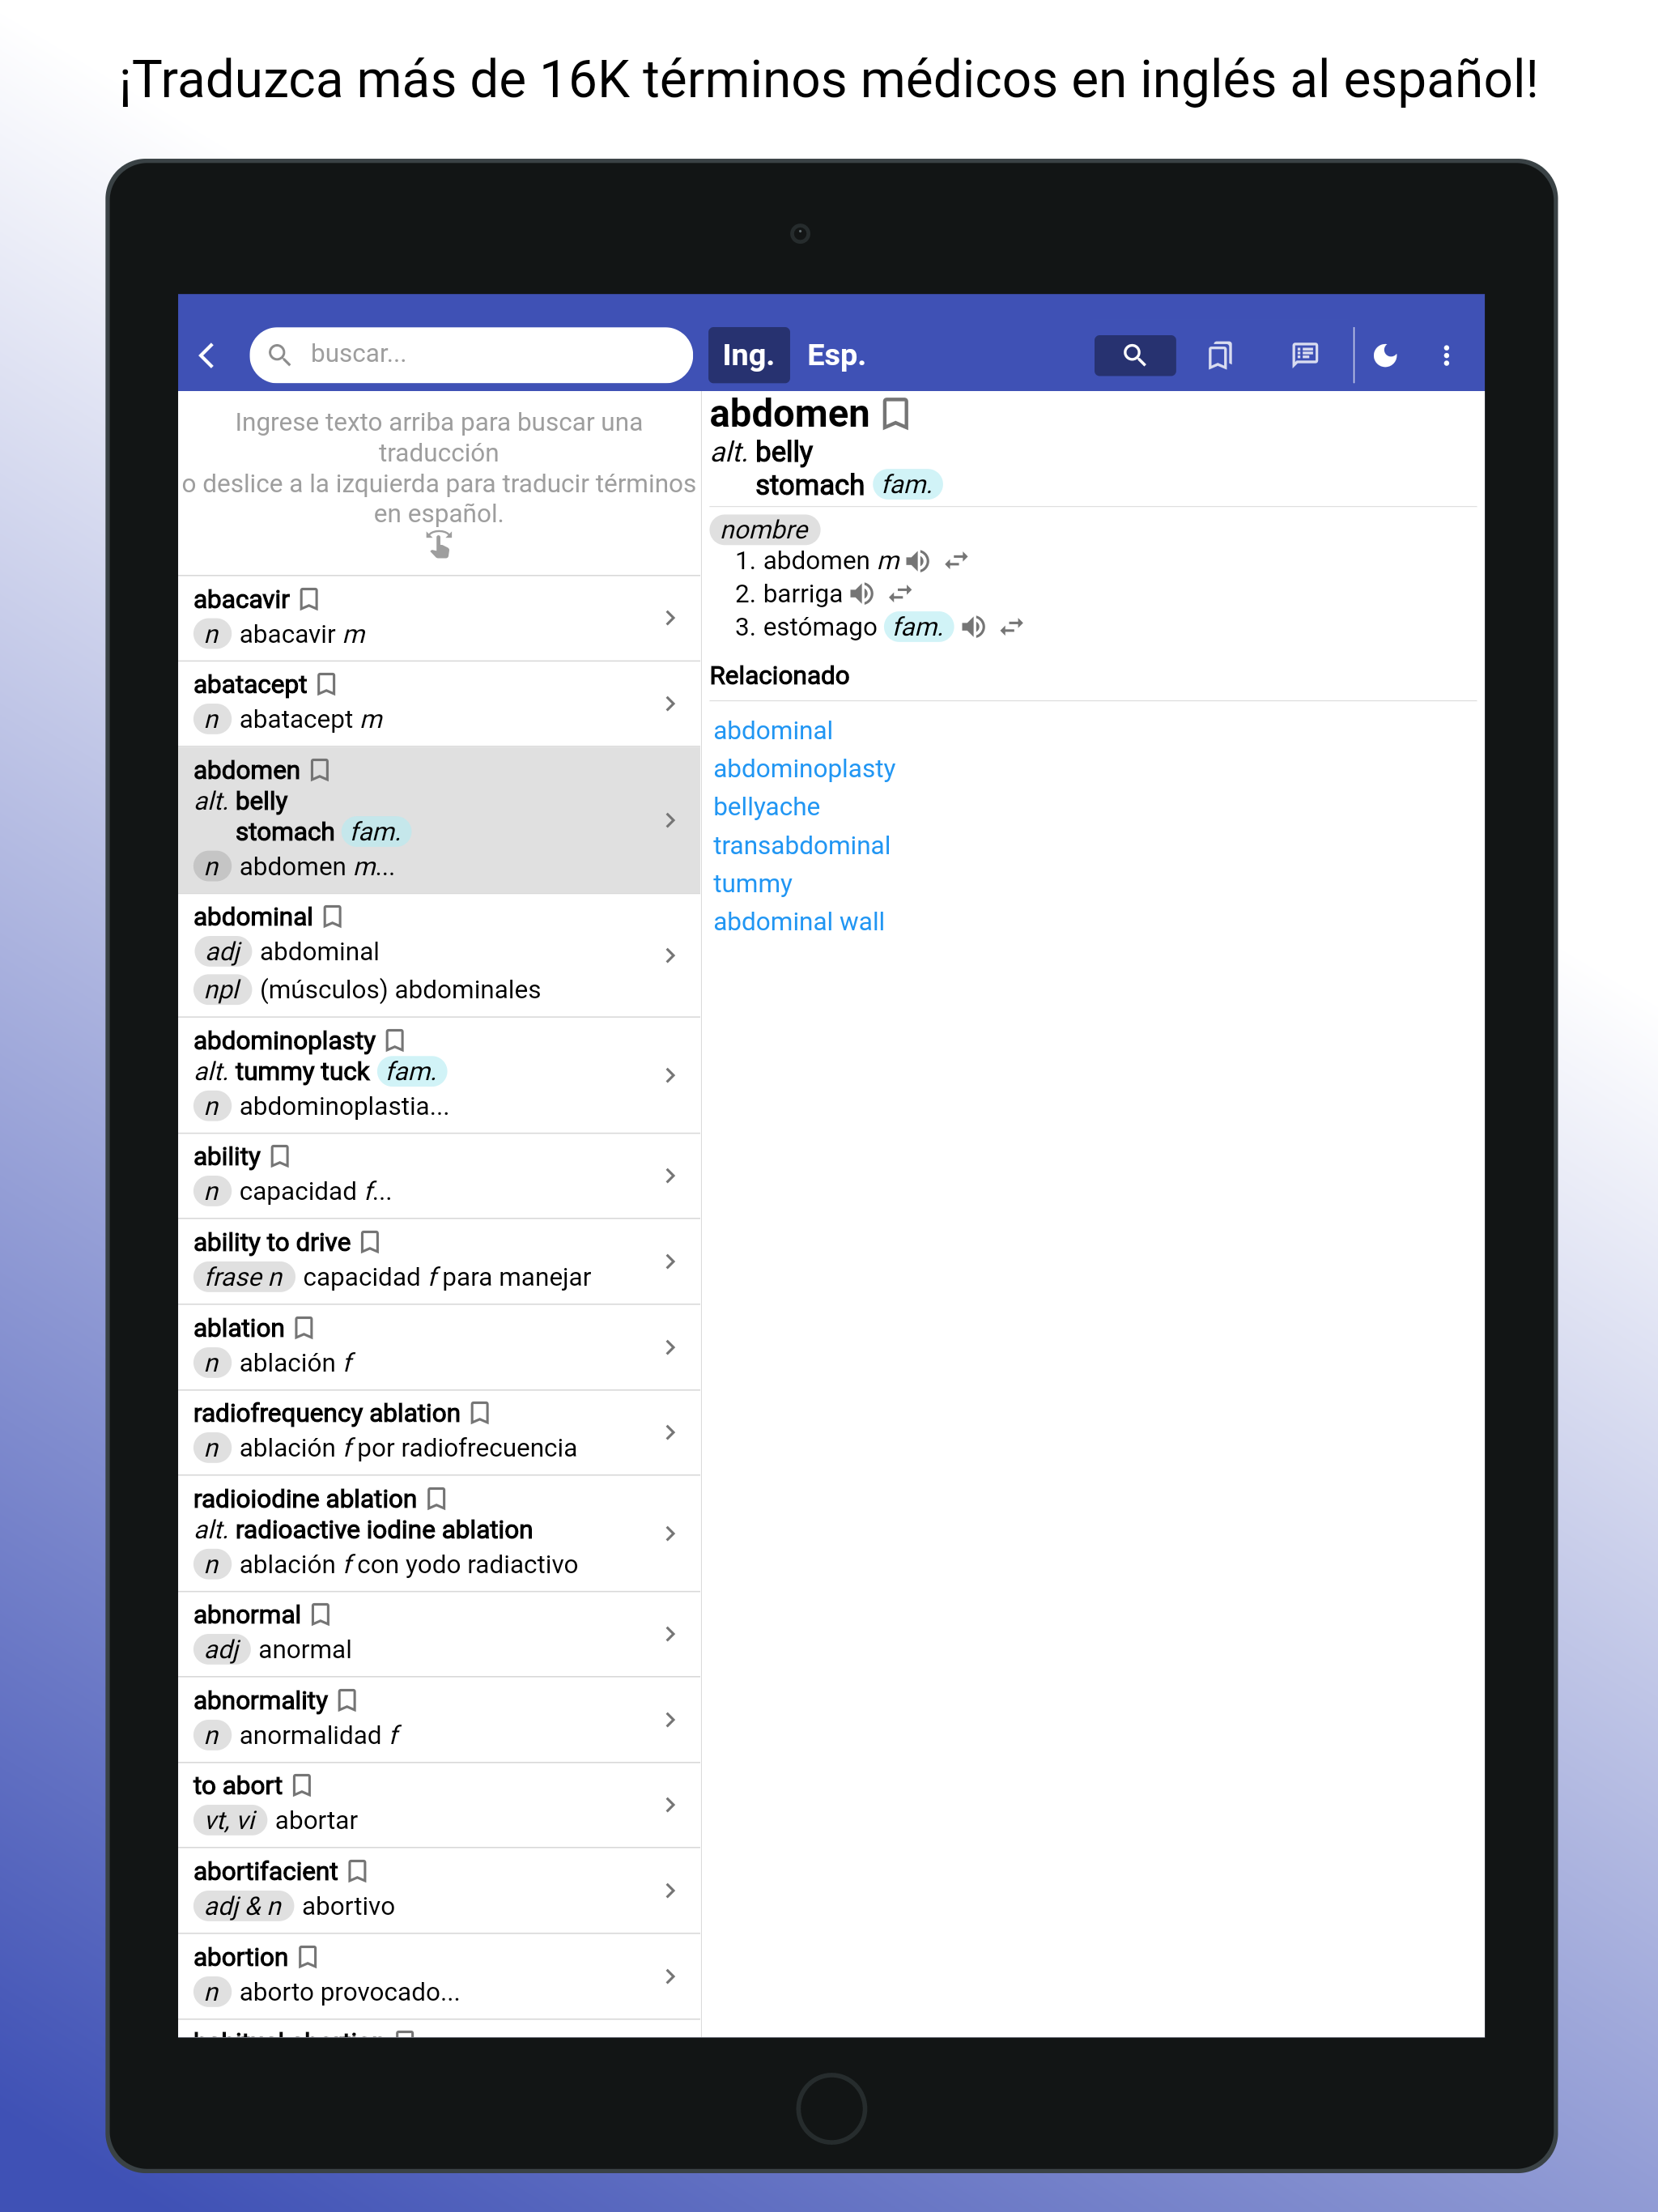 ¡Traduzca más de 16K términos médicos en inglés al español!
buscar...
Ing.
Esp.
Ingrese texto arriba para buscar una
traducción
o deslice a la izquierda para traducir términos
en español.
abacavir
n abacavir m
abatacept
n abatacept m
abdomen
alt. belly
stomach fam.
n abdomen m...
abdominal
adj abdominal
npl (músculos) abdominales
abdominoplasty
alt. tummy tuck fam.
n abdominoplastia...
ability
n capacidad f...
ability to drive
frase n capacidad f para manejar
ablation
n ablación f
radiofrequency ablation
n ablación f por radiofrecuencia
radioiodine ablation
alt. radioactive iodine ablation
n ablación f con yodo radiactivo
abnormal
adj anormal
abnormality
n anormalidad f
to abort
vt, vi abortar
abortifacient
adj & n abortivo
abortion
n aborto provocado...
abdomen
alt. belly
stomach fam.
nombre
1. abdomen m
2. barriga
3. estómago fam.
Relacionado
abdominal
abdominoplasty
bellyache
transabdominal
tummy
abdominal wall